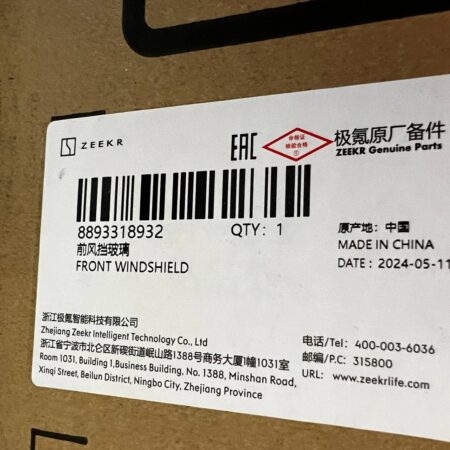 ZEEKR
EAC
合格证
检验合格
①
极氪原厂备件
ZEEKR Genuine Parts
8893318932
QTY: 1
前风挡玻璃
FRONT WINDSHIELD
原产地: 中国
MADE IN CHINA
DATE : 2024-05-11
浙江极氪智能科技有限公司
Zhejiang Zeekr Intelligent Technology Co., Ltd
浙江省宁波市北仑区新碶街道岷山路1388号商务大厦1幢1031室
Room 1031, Building 1,Business Building, No. 1388, Minshan Road,
Xinqi Street, Beilun District, Ningbo City, Zhejiang Province
电话/Tel: 400-003-6036
邮编/P.C: 315800
URL: www.zeekrlife.com